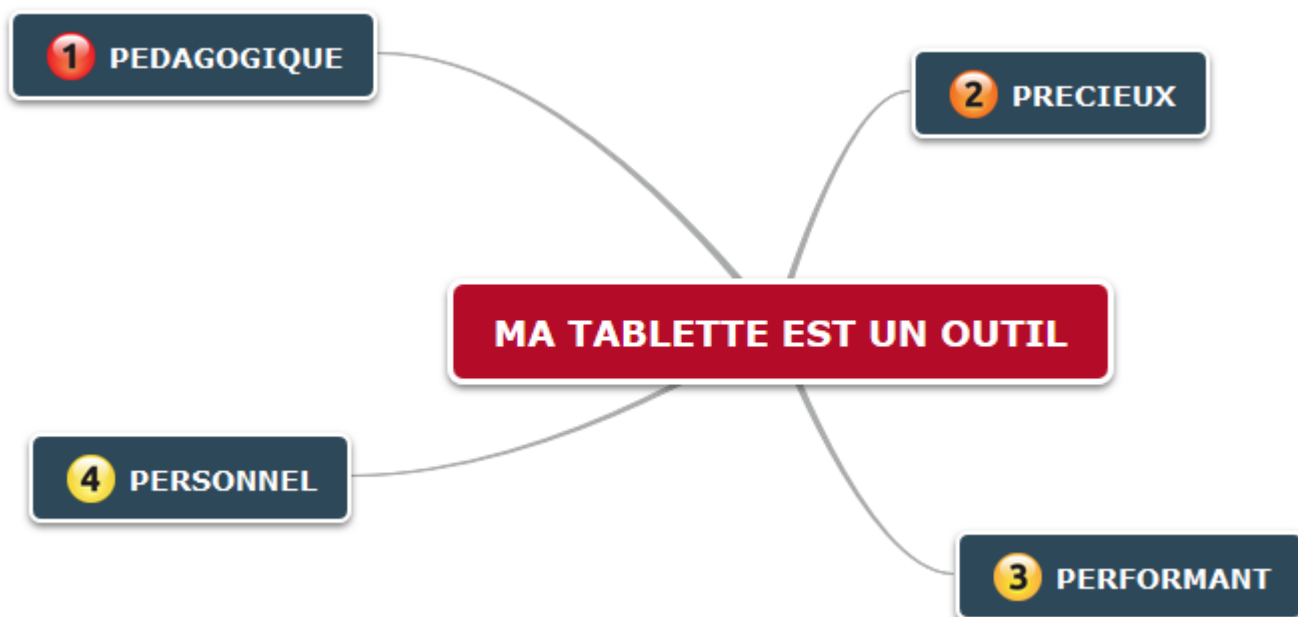 1 PEDAGOGIQUE
2 PRECIEUX
MA TABLETTE EST UN OUTIL
4 PERSONNEL
3 PERFORMANT